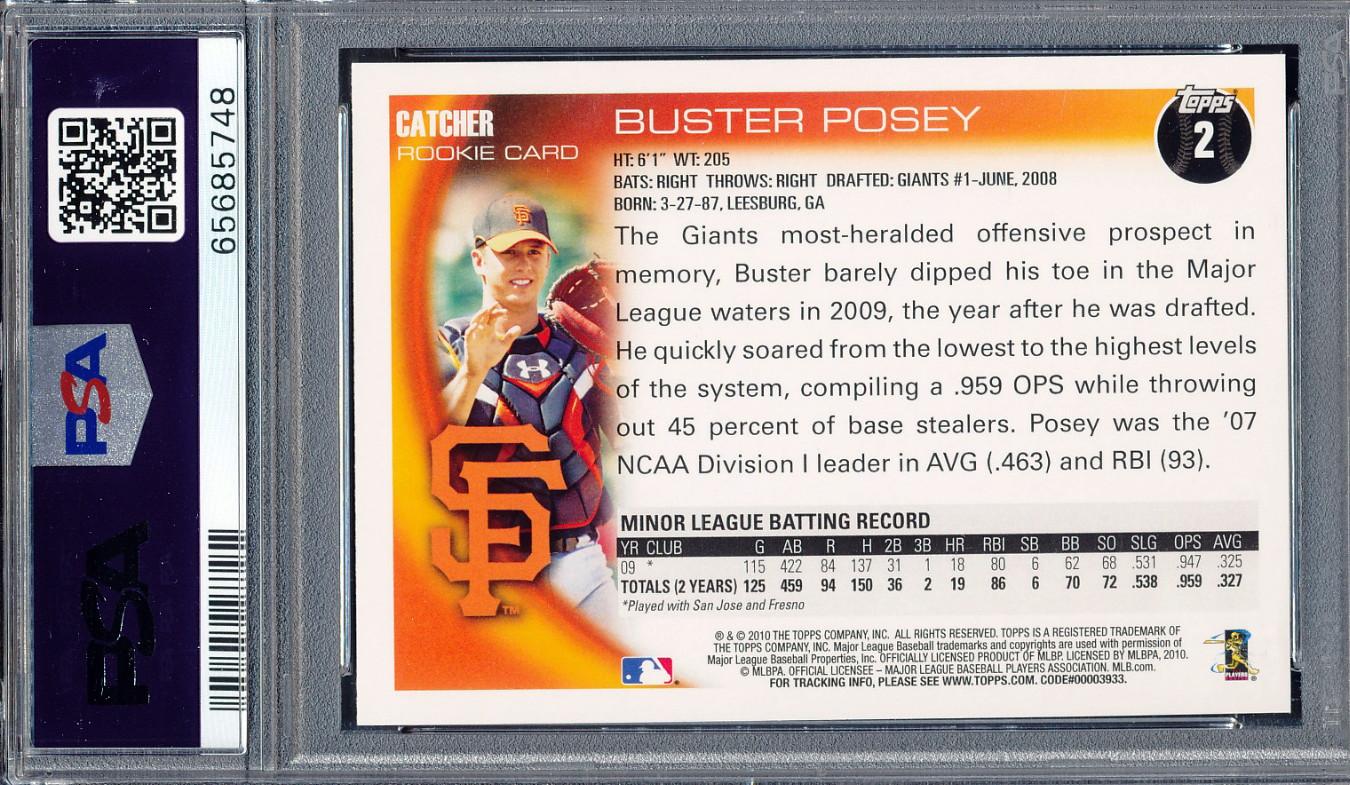 65685748
PSA
PSA
CATCHER
ROOKIE CARD
BUSTER POSEY
topps
2
HT: 6'1" WT: 205
BATS: RIGHT THROWS: RIGHT DRAFTED: GIANTS #1-JUNE, 2008
BORN: 3-27-87, LEESBURG, GA
The Giants most-heralded offensive prospect in
memory, Buster barely dipped his toe in the Major
League waters in 2009, the year after he was drafted.
He quickly soared from the lowest to the highest levels
of the system, compiling a .959 OPS while throwing
out 45 percent of base stealers. Posey was the '07
NCAA Division I leader in AVG (.463) and RBI (93).
SF
TM
MINOR LEAGUE BATTING RECORD
YR CLUB G AB R H 2B 3B HR RBI SB BB SO SLG OPS AVG
09 * 115 422 84 137 31 1 18 80 6 62 68 .531 .947 .325
TOTALS (2 YEARS) 125 459 94 150 36 2 19 86 6 70 72 .538 .959 .327
*Played with San Jose and Fresno
® & © 2010 THE TOPPS COMPANY, INC. ALL RIGHTS RESERVED. TOPPS IS A REGISTERED TRADEMARK OF
THE TOPPS COMPANY, INC. Major League Baseball trademarks and copyrights are used with permission of
Major League Baseball Properties, Inc. OFFICIALLY LICENSED PRODUCT OF MLBP. LICENSED BY MLBPA, 2010.
© MLBPA. OFFICIAL LICENSEE – MAJOR LEAGUE BASEBALL PLAYERS ASSOCIATION. MLB.com.
FOR TRACKING INFO, PLEASE SEE WWW.TOPPS.COM. CODE#00003933.
PLAYERS
PSA